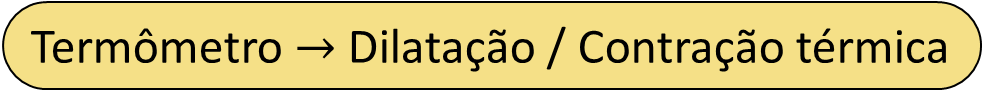 Termômetro → Dilatação / Contração térmica